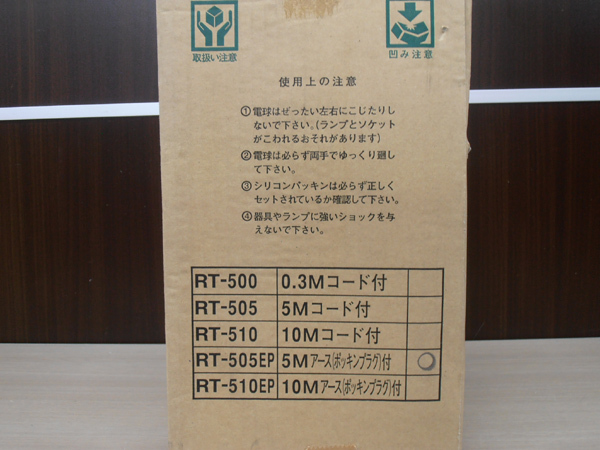 取扱い注意
凹み注意
使用上の注意
①電球はぜったい左右にこじたりし
ないで下さい。(ランプとソケット
がこわれるおそれがあります)
②電球は必らず両手でゆっくり廻し
て下さい。
③シリコンパッキンは必らず正しく
セットされているか確認して下さい。
④器具やランプに強いショックを与
えないで下さい。
RT-500 0.3Mコード付
RT-505 5Mコード付
RT-510 10Mコード付
RT-505EP 5Mアース(ポッキンプラグ)付
RT-510EP 10Mアース(ポッキンプラグ)付